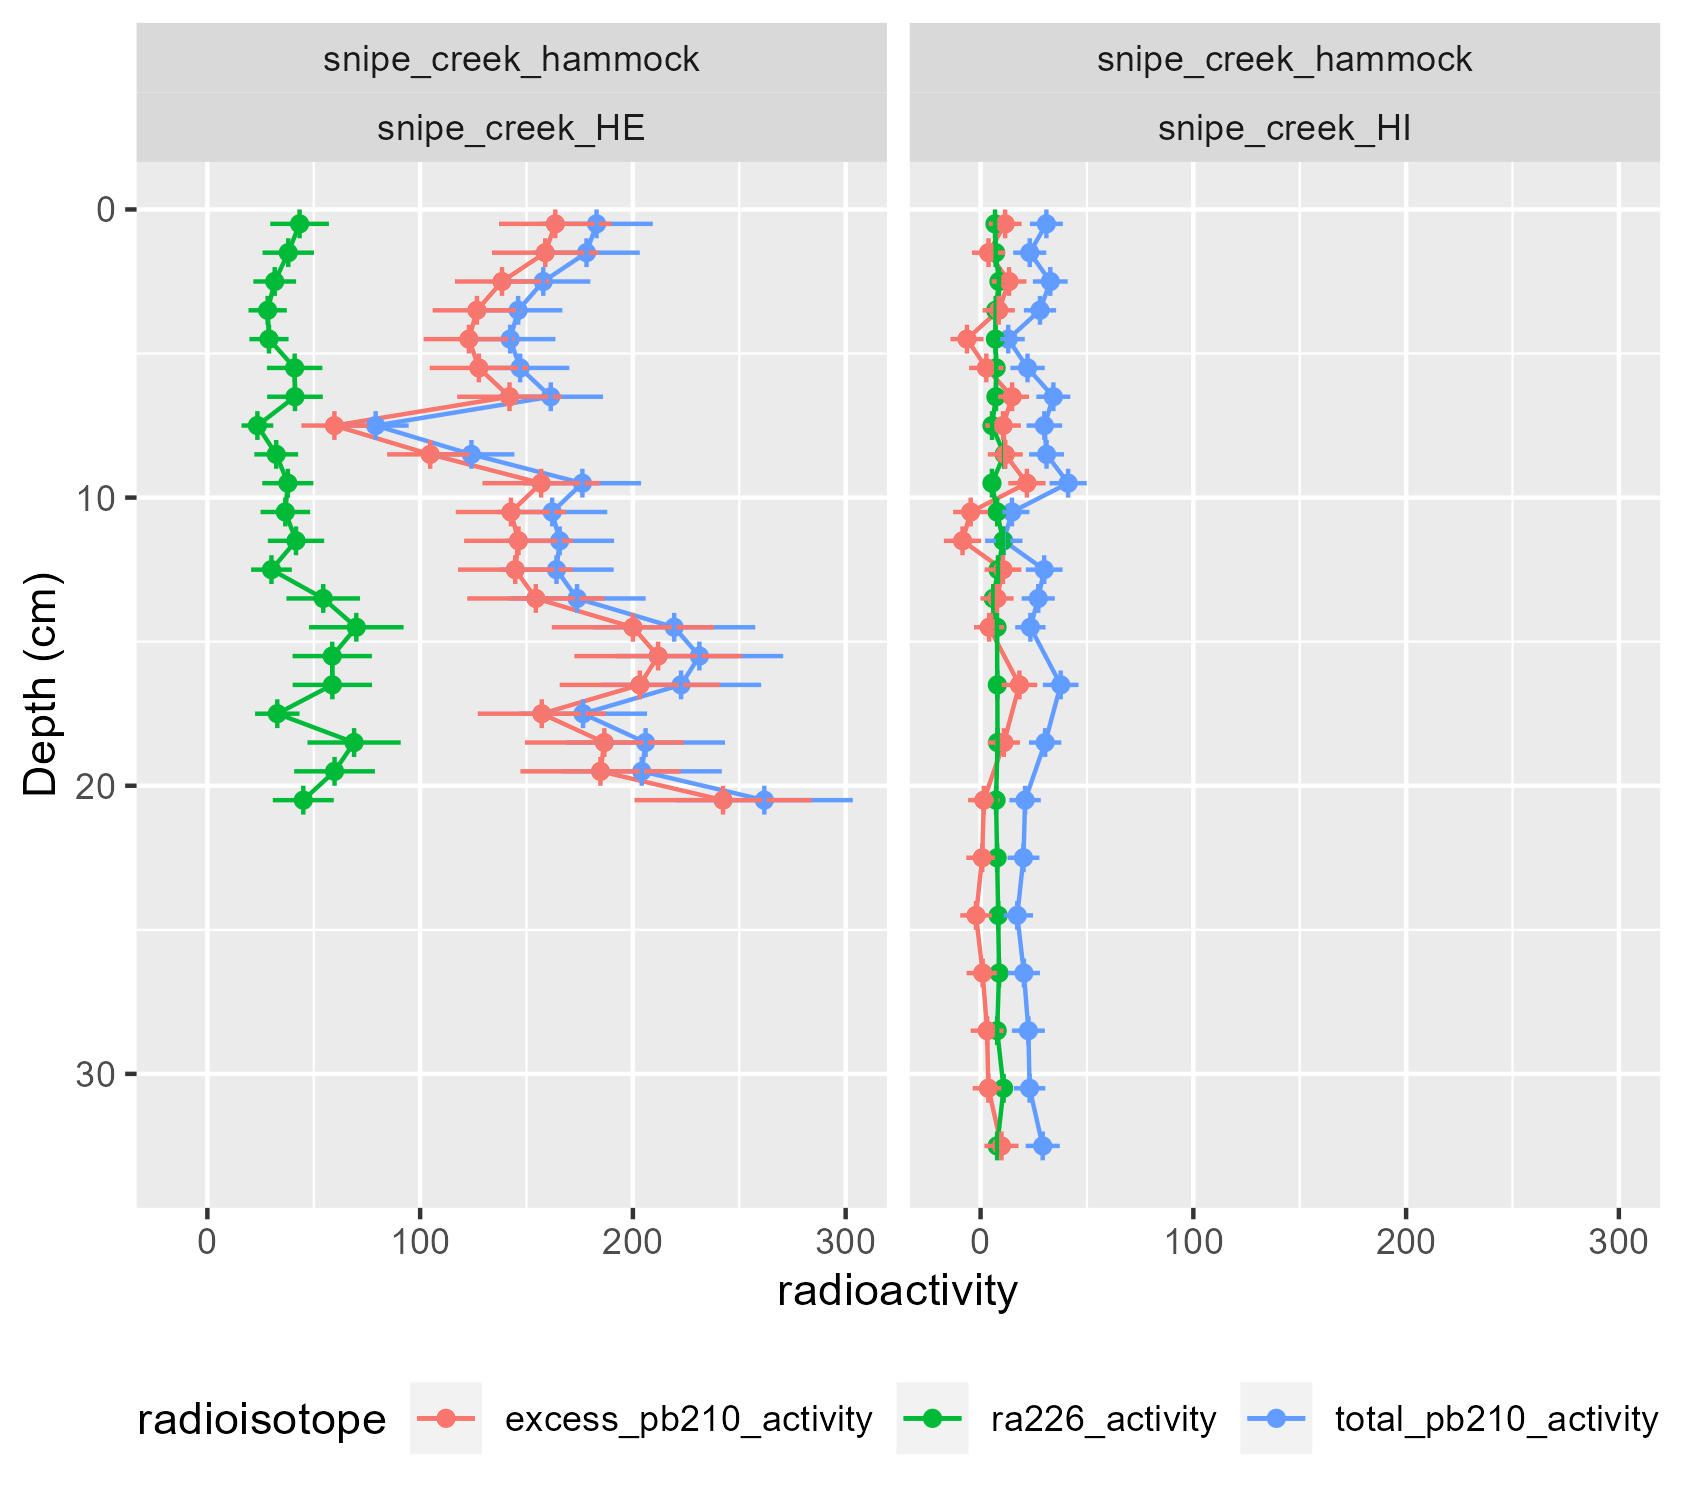 snipe_creek_hammock snipe_creek_hammock
snipe_creek_HE snipe_creek_HI
0
10
20
30
Depth (cm)
0 100 200 300 0 100 200 300
radioactivity
radioisotope excess_pb210_activity ra226_activity total_pb210_activity